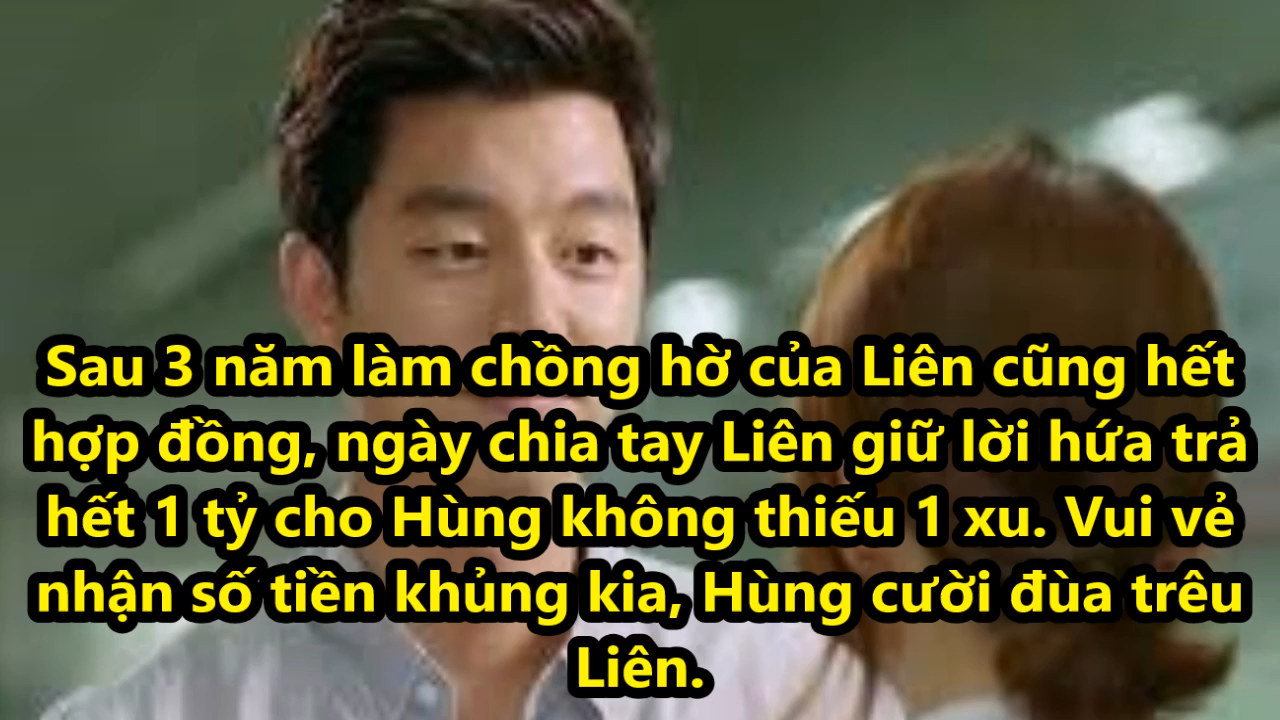 Sau 3 năm làm chồng hờ của Liên cũng hết
hợp đồng, ngày chia tay Liên giữ lời hứa trả
hết 1 tỷ cho Hùng không thiếu 1 xu. Vui vẻ
nhận số tiền khủng kia, Hùng cười đùa trêu
Liên.